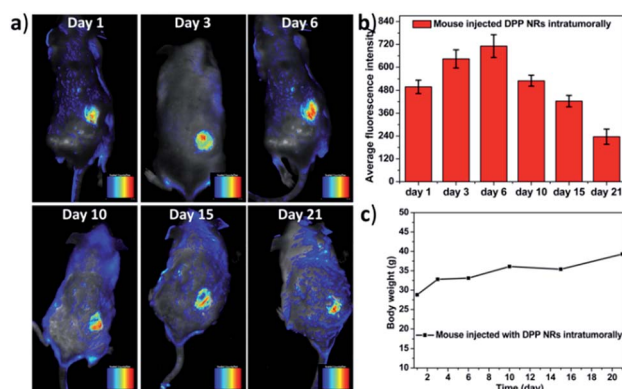 a)
Day 1
Day 3
Day 6
Day 10
Day 15
Day 21
b)
Mouse injected DPP NRs intratumorally
Average fluorescence intensity
840
720
600
480
360
240
120
0
day 1
day 3
day 6
day 10
day 15
day 21
c)
Body weight (g)
50
45
40
35
30
25
20
15
10
Mouse injected with DPP NRs intratumorally
2
4
6
8
10
12
14
16
18
20
Time (day)